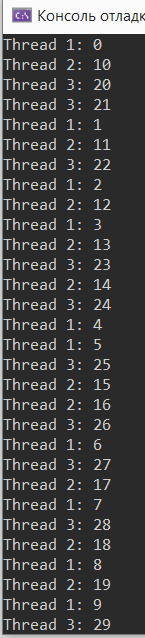 C:\
Консоль отладк
Thread 1: 0
Thread 2: 10
Thread 3: 20
Thread 3: 21
Thread 1: 1
Thread 2: 11
Thread 3: 22
Thread 1: 2
Thread 2: 12
Thread 1: 3
Thread 2: 13
Thread 3: 23
Thread 2: 14
Thread 3: 24
Thread 1: 4
Thread 1: 5
Thread 3: 25
Thread 2: 15
Thread 2: 16
Thread 3: 26
Thread 1: 6
Thread 3: 27
Thread 2: 17
Thread 1: 7
Thread 3: 28
Thread 2: 18
Thread 1: 8
Thread 2: 19
Thread 1: 9
Thread 3: 29